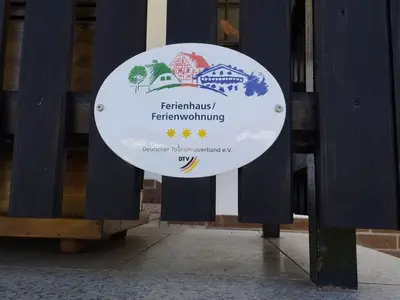 Ferienhaus/
Ferienwohnung
Deutscher Tourismusverband e.V.
DTV